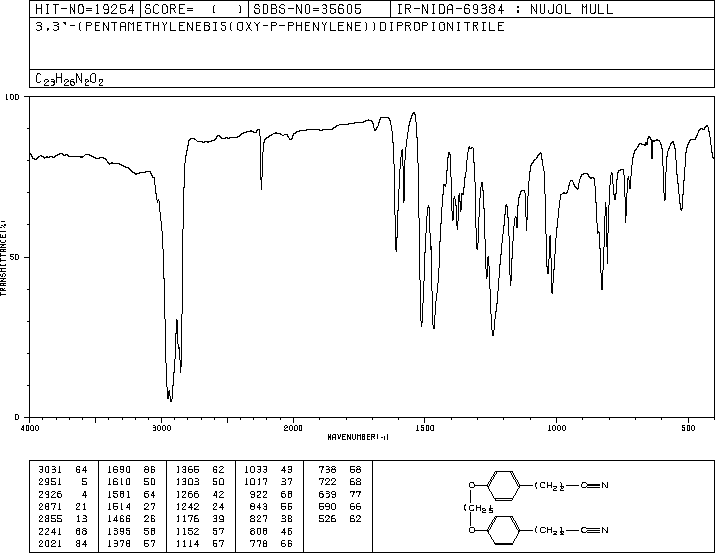 HIT-NO=19254 SCORE= ( ) SDBS-NO=35605 IR-NIDA-69384 : NUJOL MULL
3,3'-(PENTAMETHYLENEBIS(OXY-P-PHENYLENE))DIPROPIONITRILE
C23H26N2O2
100
50
0
TRANSMITTANCE(%)
4000 3000 2000 1500 1000 500
WAVENUMBER(-1)
3031 64 1690 86 1366 62 1033 43 738 58
2951 5 1610 50 1303 50 1017 37 722 68
2926 4 1581 64 1266 42 922 68 639 77
2871 21 1514 27 1242 24 843 55 590 66
2855 13 1466 26 1176 39 827 38 526 62
2241 68 1395 58 1152 57 808 46
2021 84 1378 57 1114 57 778 66
O (CH2)2 C≡N
(CH2)5
O (CH2)2 C≡N